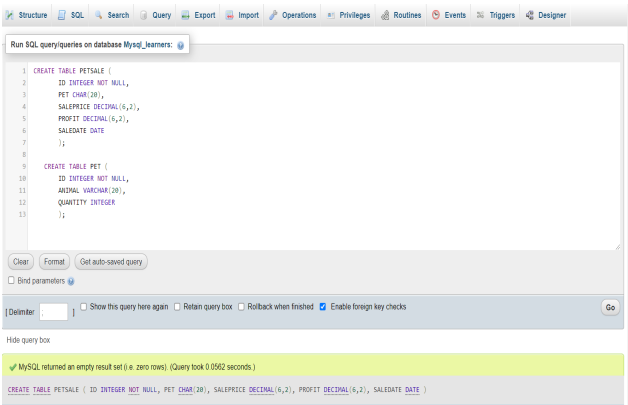 Structure SQL Search Query Export Import Operations Privileges Routines Events Triggers Designer
Run SQL query/queries on database Mysql_learners:
1 CREATE TABLE PETSALE (
2 ID INTEGER NOT NULL,
3 PET CHAR(20),
4 SALEPRICE DECIMAL(6,2),
5 PROFIT DECIMAL(6,2),
6 SALEDATE DATE
7 );
8
9 CREATE TABLE PET (
10 ID INTEGER NOT NULL,
11 ANIMAL VARCHAR(20),
12 QUANTITY INTEGER
13 );
Clear Format Get auto-saved query
Bind parameters
[ Delimiter ; ] Show this query here again Retain query box Rollback when finished Enable foreign key checks Go
Hide query box
MySQL returned an empty result set (i.e. zero rows). (Query took 0.0562 seconds.)
CREATE TABLE PETSALE ( ID INTEGER NOT NULL, PET CHAR(20), SALEPRICE DECIMAL(6,2), PROFIT DECIMAL(6,2), SALEDATE DATE )